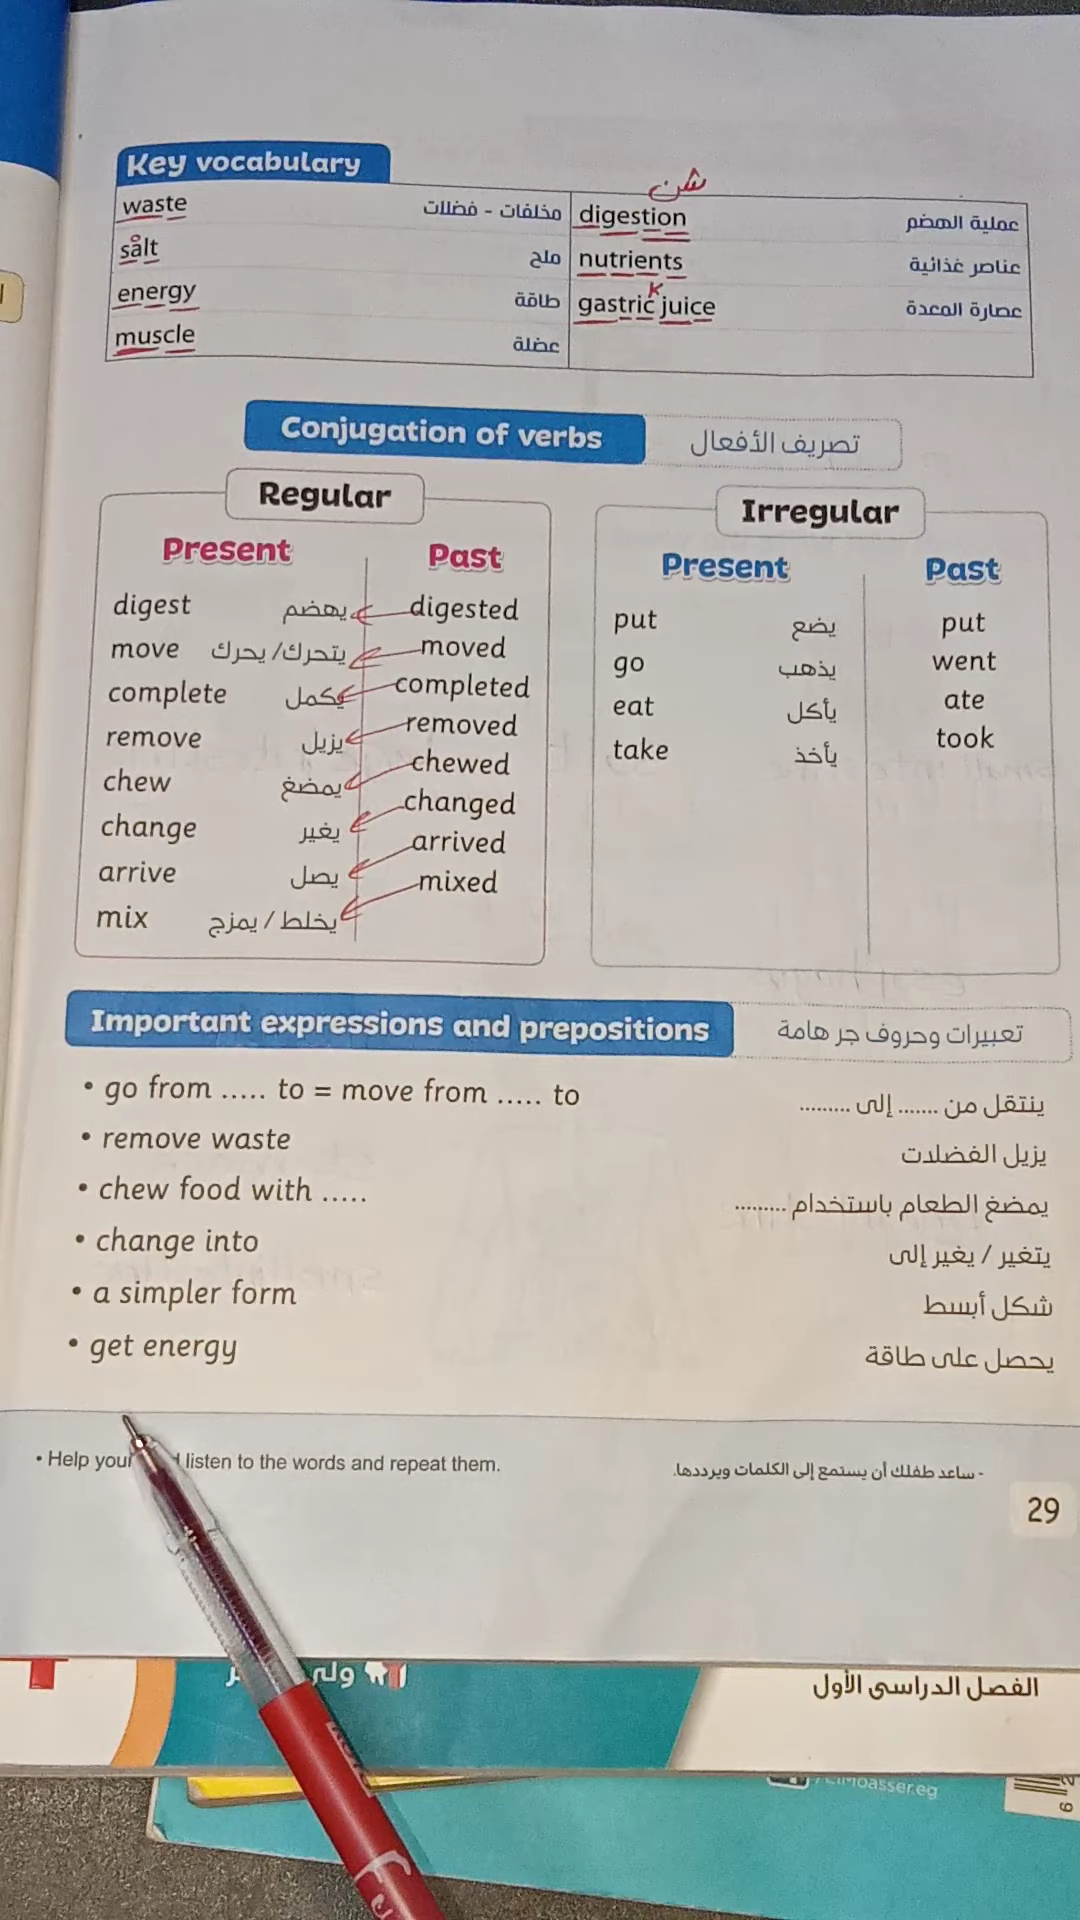 Key vocabulary
شن
waste مخلفات - فضلات digestion عملية الهضم
salt ملح nutrients عناصر غذائية
energy طاقة gastric juice عصارة المعدة
k
muscle عضلة
Conjugation of verbs تصريف الأفعال
Regular
Present Past
digest يهضم digested
move يتحرك/ يحرك moved
complete يكمل completed
remove يزيل removed
chew يمضغ chewed
change يغير changed
arrive يصل arrived
mix يخلط / يمزج mixed
Irregular
Present Past
put يضع put
go يذهب went
eat يأكل ate
take يأخذ took
Important expressions and prepositions تعبيرات وحروف جر هامة
• go from ..... to = move from ..... to ينتقل من ....... إلى .........
• remove waste يزيل الفضلات
• chew food with ..... يمضغ الطعام باستخدام .........
• change into يتغير / يغير إلى
• a simpler form شكل أبسط
• get energy يحصل على طاقة
• Help your listen to the words and repeat them. - ساعد طفلك أن يستمع إلى الكلمات ويرددها.
29
الفصل الدراسى الأول